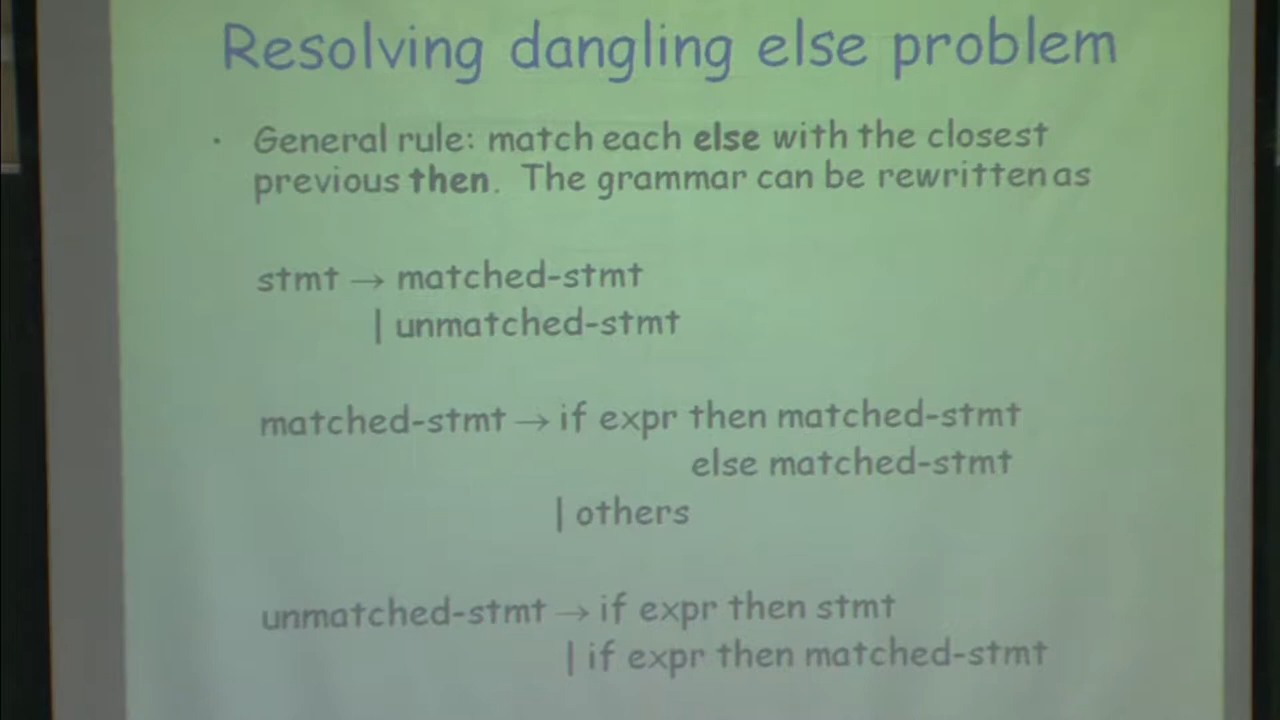 Resolving dangling else problem
· General rule: match each else with the closest
previous then. The grammar can be rewritten as
stmt → matched-stmt
| unmatched-stmt
matched-stmt → if expr then matched-stmt
else matched-stmt
| others
unmatched-stmt → if expr then stmt
| if expr then matched-stmt